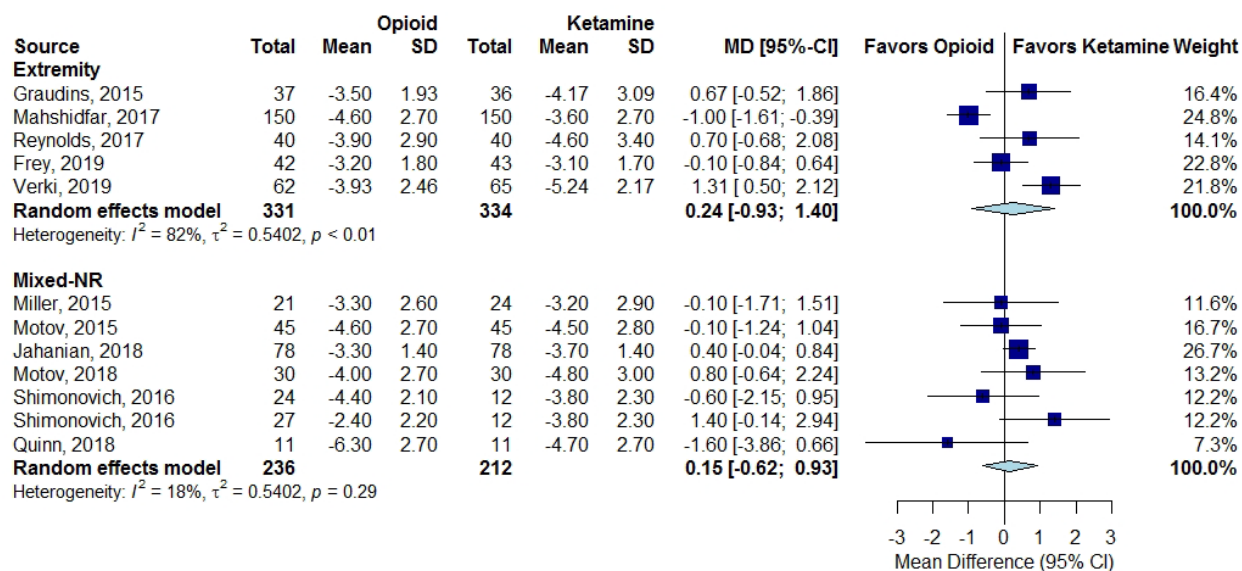 Opioid Ketamine
Source Total Mean SD Total Mean SD MD [95%-CI] Favors Opioid Favors Ketamine Weight
Extremity
Graudins, 2015 37 -3.50 1.93 36 -4.17 3.09 0.67 [-0.52; 1.86] 16.4%
Mahshidfar, 2017 150 -4.60 2.70 150 -3.60 2.70 -1.00 [-1.61; -0.39] 24.8%
Reynolds, 2017 40 -3.90 2.90 40 -4.60 3.40 0.70 [-0.68; 2.08] 14.1%
Frey, 2019 42 -3.20 1.80 43 -3.10 1.70 -0.10 [-0.84; 0.64] 22.8%
Verki, 2019 62 -3.93 2.46 65 -5.24 2.17 1.31 [0.50; 2.12] 21.8%
Random effects model 331 334 0.24 [-0.93; 1.40] 100.0%
Heterogeneity: I² = 82%, τ² = 0.5402, p < 0.01
Mixed-NR
Miller, 2015 21 -3.30 2.60 24 -3.20 2.90 -0.10 [-1.71; 1.51] 11.6%
Motov, 2015 45 -4.60 2.70 45 -4.50 2.80 -0.10 [-1.24; 1.04] 16.7%
Jahanian, 2018 78 -3.30 1.40 78 -3.70 1.40 0.40 [-0.04; 0.84] 26.7%
Motov, 2018 30 -4.00 2.70 30 -4.80 3.00 0.80 [-0.64; 2.24] 13.2%
Shimonovich, 2016 24 -4.40 2.10 12 -3.80 2.30 -0.60 [-2.15; 0.95] 12.2%
Shimonovich, 2016 27 -2.40 2.20 12 -3.80 2.30 1.40 [-0.14; 2.94] 12.2%
Quinn, 2018 11 -6.30 2.70 11 -4.70 2.70 -1.60 [-3.86; 0.66] 7.3%
Random effects model 236 212 0.15 [-0.62; 0.93] 100.0%
Heterogeneity: I² = 18%, τ² = 0.5402, p = 0.29
-3 -2 -1 0 1 2 3
Mean Difference (95% CI)